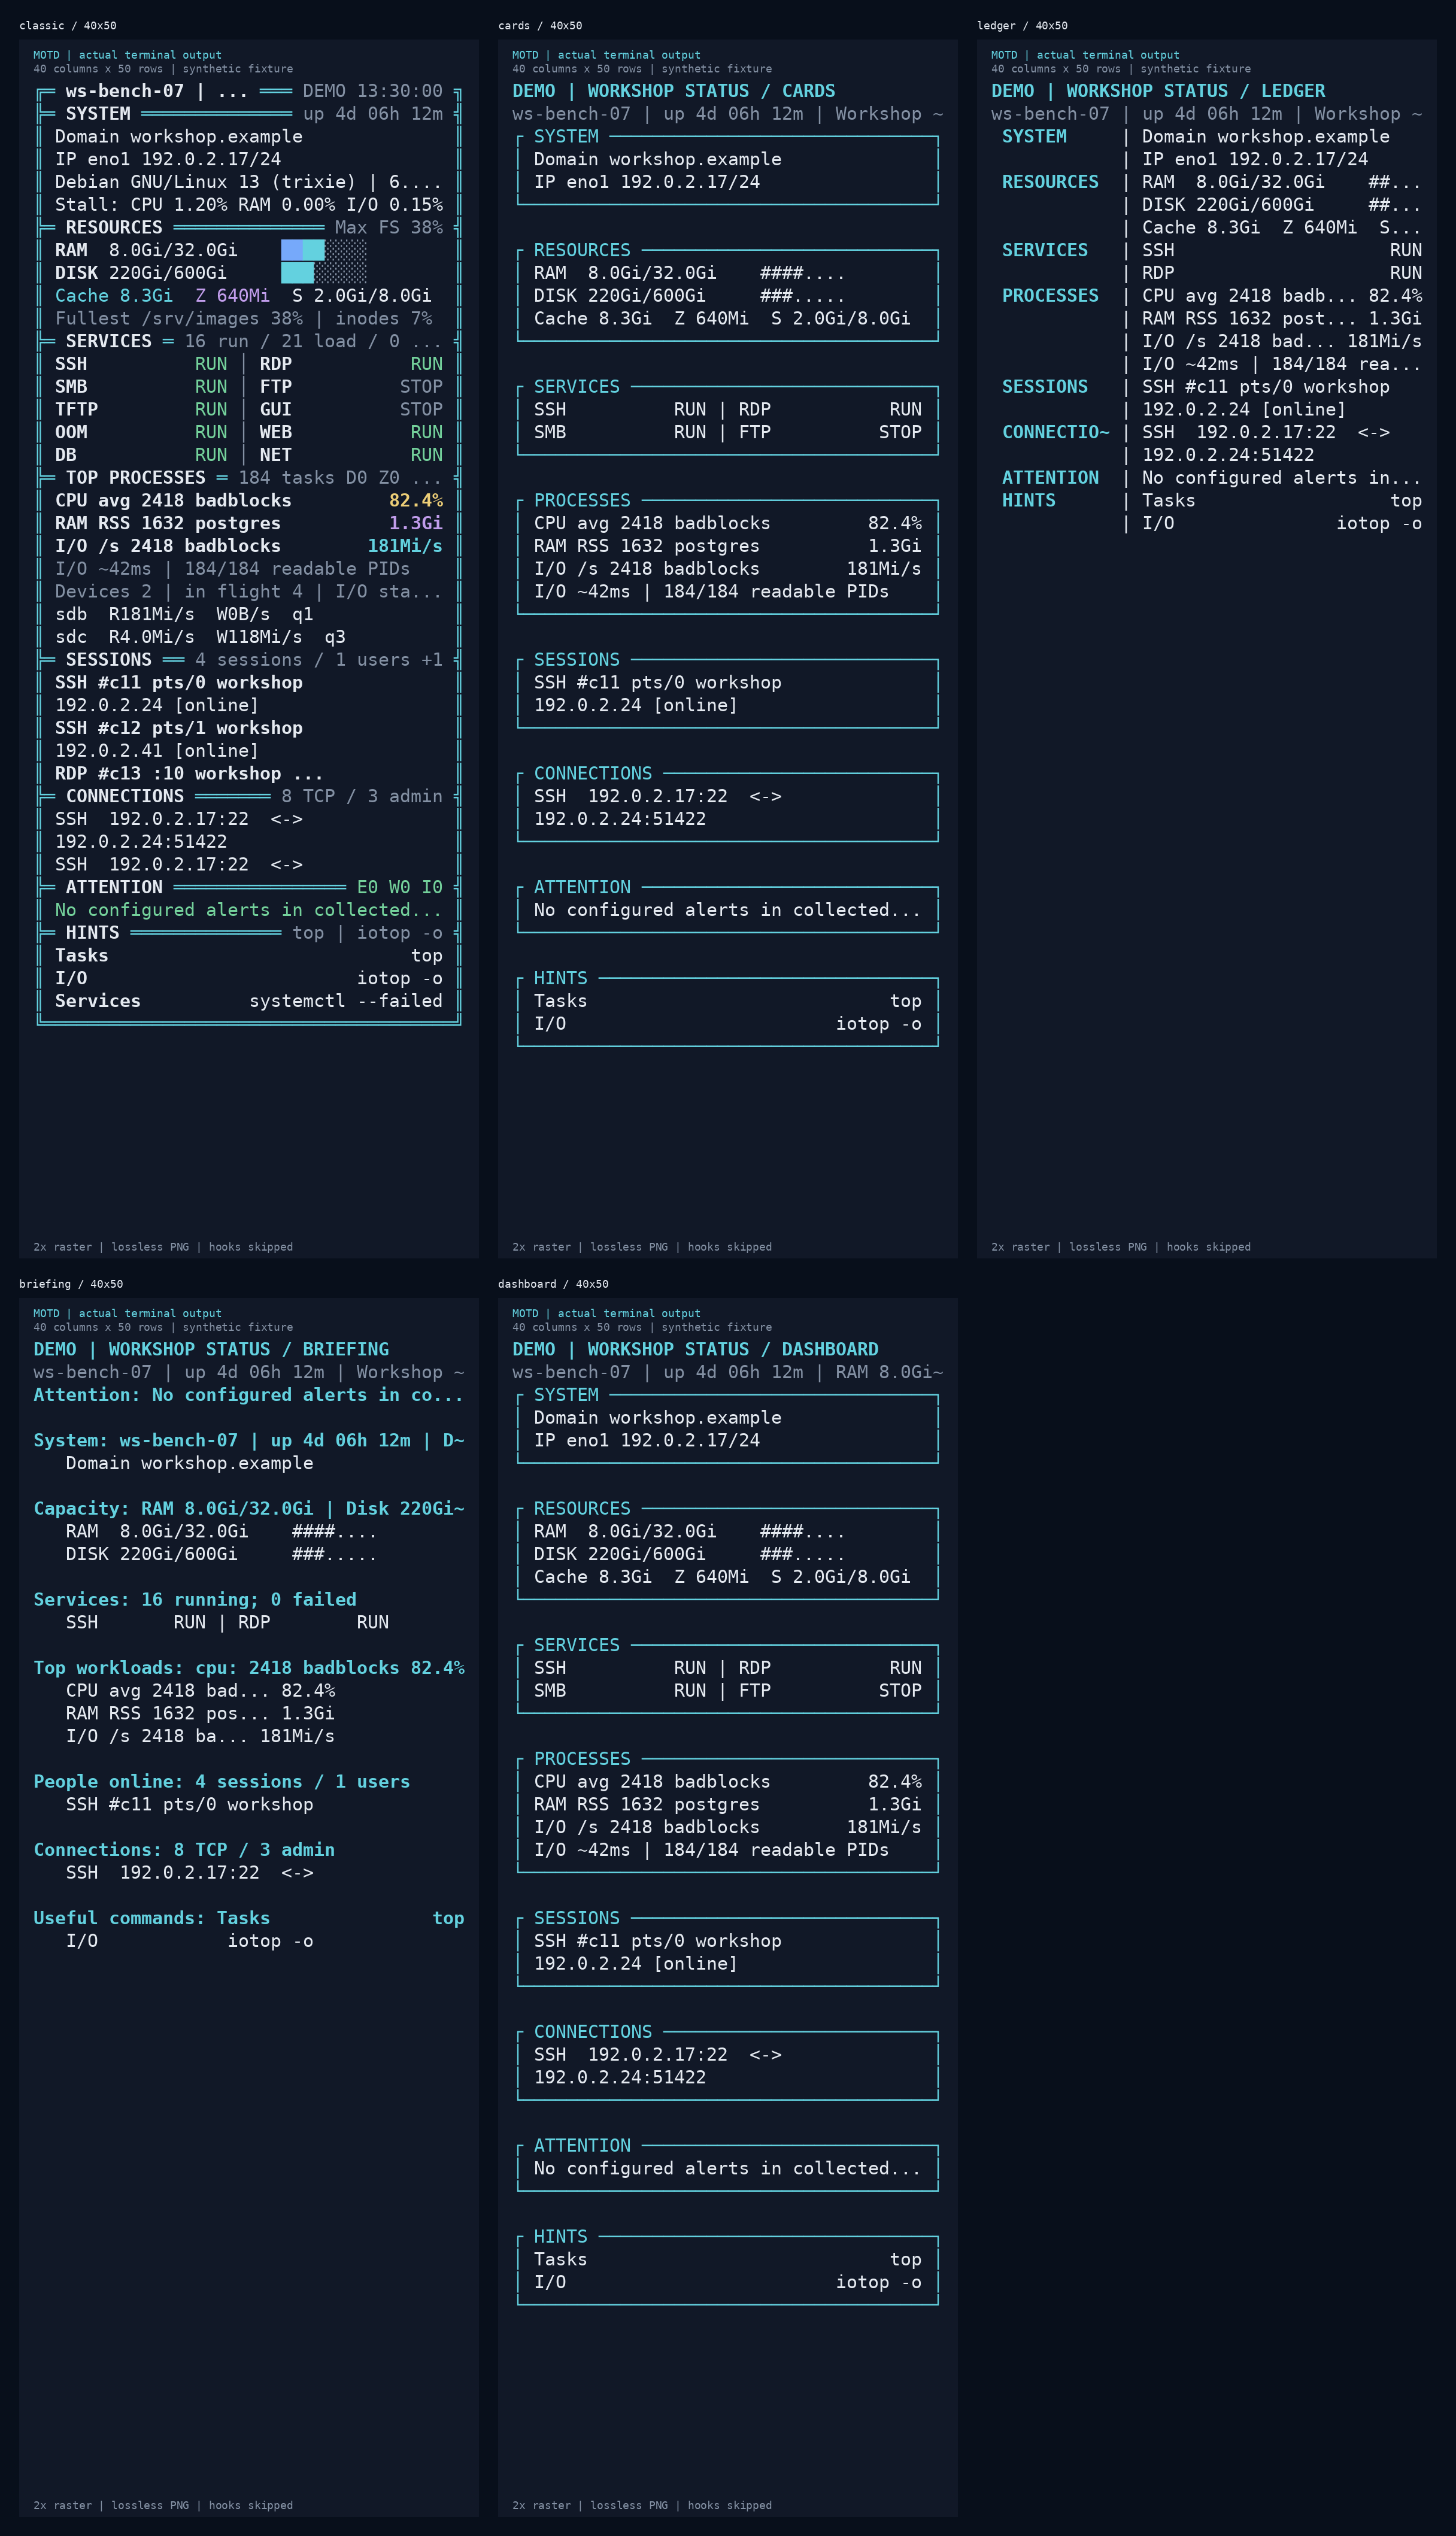 classic / 40x50
MOTD | actual terminal output
40 columns x 50 rows | synthetic fixture
╔═ ws-bench-07 | ... ═══ DEMO 13:30:00 ╗
╠═ SYSTEM ══════════════ up 4d 06h 12m ╣
║ Domain workshop.example ║
║ IP eno1 192.0.2.17/24 ║
║ Debian GNU/Linux 13 (trixie) | 6.... ║
║ Stall: CPU 1.20% RAM 0.00% I/O 0.15% ║
╠═ RESOURCES ══════════════ Max FS 38% ╣
║ RAM  8.0Gi/32.0Gi    ████░░░░ ║
║ DISK 220Gi/600Gi     ███░░░░░ ║
║ Cache 8.3Gi  Z 640Mi  S 2.0Gi/8.0Gi ║
║ Fullest /srv/images 38% | inodes 7% ║
╠═ SERVICES ═ 16 run / 21 load / 0 ... ╣
║ SSH          RUN │ RDP           RUN ║
║ SMB          RUN │ FTP          STOP ║
║ TFTP         RUN │ GUI          STOP ║
║ OOM          RUN │ WEB           RUN ║
║ DB           RUN │ NET           RUN ║
╠═ TOP PROCESSES ═ 184 tasks D0 Z0 ... ╣
║ CPU avg 2418 badblocks         82.4% ║
║ RAM RSS 1632 postgres          1.3Gi ║
║ I/O /s 2418 badblocks        181Mi/s ║
║ I/O ~42ms | 184/184 readable PIDs ║
║ Devices 2 | in flight 4 | I/O sta... ║
║ sdb  R181Mi/s  W0B/s  q1 ║
║ sdc  R4.0Mi/s  W118Mi/s  q3 ║
╠═ SESSIONS ══ 4 sessions / 1 users +1 ╣
║ SSH #c11 pts/0 workshop ║
║ 192.0.2.24 [online] ║
║ SSH #c12 pts/1 workshop ║
║ 192.0.2.41 [online] ║
║ RDP #c13 :10 workshop ... ║
╠═ CONNECTIONS ═══════ 8 TCP / 3 admin ╣
║ SSH  192.0.2.17:22  <-> ║
║ 192.0.2.24:51422 ║
║ SSH  192.0.2.17:22  <-> ║
╠═ ATTENTION ════════════════ E0 W0 I0 ╣
║ No configured alerts in collected... ║
╠═ HINTS ══════════════ top | iotop -o ╣
║ Tasks                            top ║
║ I/O                         iotop -o ║
║ Services          systemctl --failed ║
2x raster | lossless PNG | hooks skipped
cards / 40x50
MOTD | actual terminal output
40 columns x 50 rows | synthetic fixture
DEMO | WORKSHOP STATUS / CARDS
ws-bench-07 | up 4d 06h 12m | Workshop ~
SYSTEM
Domain workshop.example
IP eno1 192.0.2.17/24
RESOURCES
RAM  8.0Gi/32.0Gi    ####....
DISK 220Gi/600Gi     ###.....
Cache 8.3Gi  Z 640Mi  S 2.0Gi/8.0Gi
SERVICES
SSH          RUN | RDP           RUN
SMB          RUN | FTP          STOP
PROCESSES
CPU avg 2418 badblocks         82.4%
RAM RSS 1632 postgres          1.3Gi
I/O /s 2418 badblocks        181Mi/s
I/O ~42ms | 184/184 readable PIDs
SESSIONS
SSH #c11 pts/0 workshop
192.0.2.24 [online]
CONNECTIONS
SSH  192.0.2.17:22  <->
192.0.2.24:51422
ATTENTION
No configured alerts in collected...
HINTS
Tasks                            top
I/O                         iotop -o
2x raster | lossless PNG | hooks skipped
ledger / 40x50
MOTD | actual terminal output
40 columns x 50 rows | synthetic fixture
DEMO | WORKSHOP STATUS / LEDGER
ws-bench-07 | up 4d 06h 12m | Workshop ~
SYSTEM     | Domain workshop.example
| IP eno1 192.0.2.17/24
RESOURCES  | RAM  8.0Gi/32.0Gi    ##...
| DISK 220Gi/600Gi     ##...
| Cache 8.3Gi  Z 640Mi  S...
SERVICES   | SSH                    RUN
| RDP                    RUN
PROCESSES  | CPU avg 2418 badb... 82.4%
| RAM RSS 1632 post... 1.3Gi
| I/O /s 2418 bad... 181Mi/s
| I/O ~42ms | 184/184 rea...
SESSIONS   | SSH #c11 pts/0 workshop
| 192.0.2.24 [online]
CONNECTIO~ | SSH  192.0.2.17:22  <->
| 192.0.2.24:51422
ATTENTION  | No configured alerts in...
HINTS      | Tasks                  top
| I/O               iotop -o
2x raster | lossless PNG | hooks skipped
briefing / 40x50
MOTD | actual terminal output
40 columns x 50 rows | synthetic fixture
DEMO | WORKSHOP STATUS / BRIEFING
ws-bench-07 | up 4d 06h 12m | Workshop ~
Attention: No configured alerts in co...
System: ws-bench-07 | up 4d 06h 12m | D~
Domain workshop.example
Capacity: RAM 8.0Gi/32.0Gi | Disk 220Gi~
RAM  8.0Gi/32.0Gi    ####....
DISK 220Gi/600Gi     ###.....
Services: 16 running; 0 failed
SSH       RUN | RDP        RUN
Top workloads: cpu: 2418 badblocks 82.4%
CPU avg 2418 bad... 82.4%
RAM RSS 1632 pos... 1.3Gi
I/O /s 2418 ba... 181Mi/s
People online: 4 sessions / 1 users
SSH #c11 pts/0 workshop
Connections: 8 TCP / 3 admin
SSH  192.0.2.17:22  <->
Useful commands: Tasks               top
I/O            iotop -o
2x raster | lossless PNG | hooks skipped
dashboard / 40x50
MOTD | actual terminal output
40 columns x 50 rows | synthetic fixture
DEMO | WORKSHOP STATUS / DASHBOARD
ws-bench-07 | up 4d 06h 12m | RAM 8.0Gi~
SYSTEM
Domain workshop.example
IP eno1 192.0.2.17/24
RESOURCES
RAM  8.0Gi/32.0Gi    ####....
DISK 220Gi/600Gi     ###.....
Cache 8.3Gi  Z 640Mi  S 2.0Gi/8.0Gi
SERVICES
SSH          RUN | RDP           RUN
SMB          RUN | FTP          STOP
PROCESSES
CPU avg 2418 badblocks         82.4%
RAM RSS 1632 postgres          1.3Gi
I/O /s 2418 badblocks        181Mi/s
I/O ~42ms | 184/184 readable PIDs
SESSIONS
SSH #c11 pts/0 workshop
192.0.2.24 [online]
CONNECTIONS
SSH  192.0.2.17:22  <->
192.0.2.24:51422
ATTENTION
No configured alerts in collected...
HINTS
Tasks                            top
I/O                         iotop -o
2x raster | lossless PNG | hooks skipped